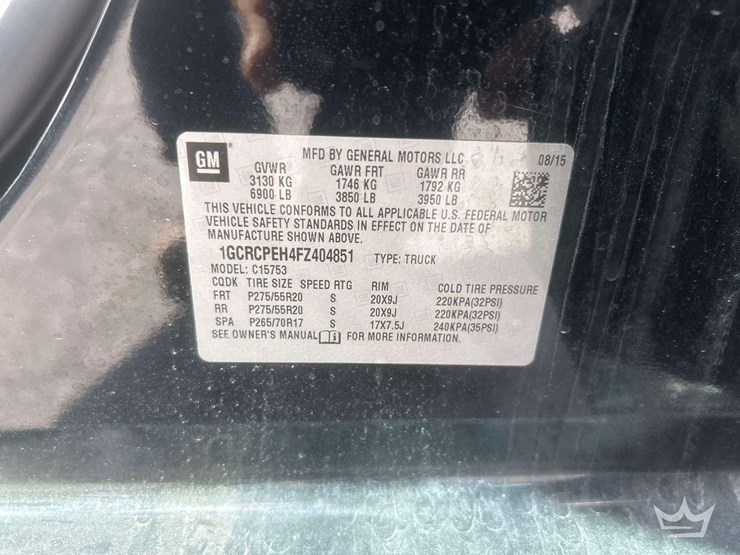 GM
MFD BY GENERAL MOTORS LLC 08/15
GVWR GAWR FRT GAWR RR
3130 KG 1746 KG 1792 KG
6900 LB 3850 LB 3950 LB
THIS VEHICLE CONFORMS TO ALL APPLICABLE U.S. FEDERAL MOTOR
VEHICLE SAFETY STANDARDS IN EFFECT ON THE DATE OF
MANUFACTURE SHOWN ABOVE.
1GCRCPEH4FZ404851 TYPE: TRUCK
MODEL: C15753
CQDK TIRE SIZE SPEED RTG RIM COLD TIRE PRESSURE
FRT P275/55R20 S 20X9J 220KPA(32PSI)
RR P275/55R20 S 20X9J 220KPA(32PSI)
SPA P265/70R17 S 17X7.5J 240KPA(35PSI)
SEE OWNER'S MANUAL FOR MORE INFORMATION.